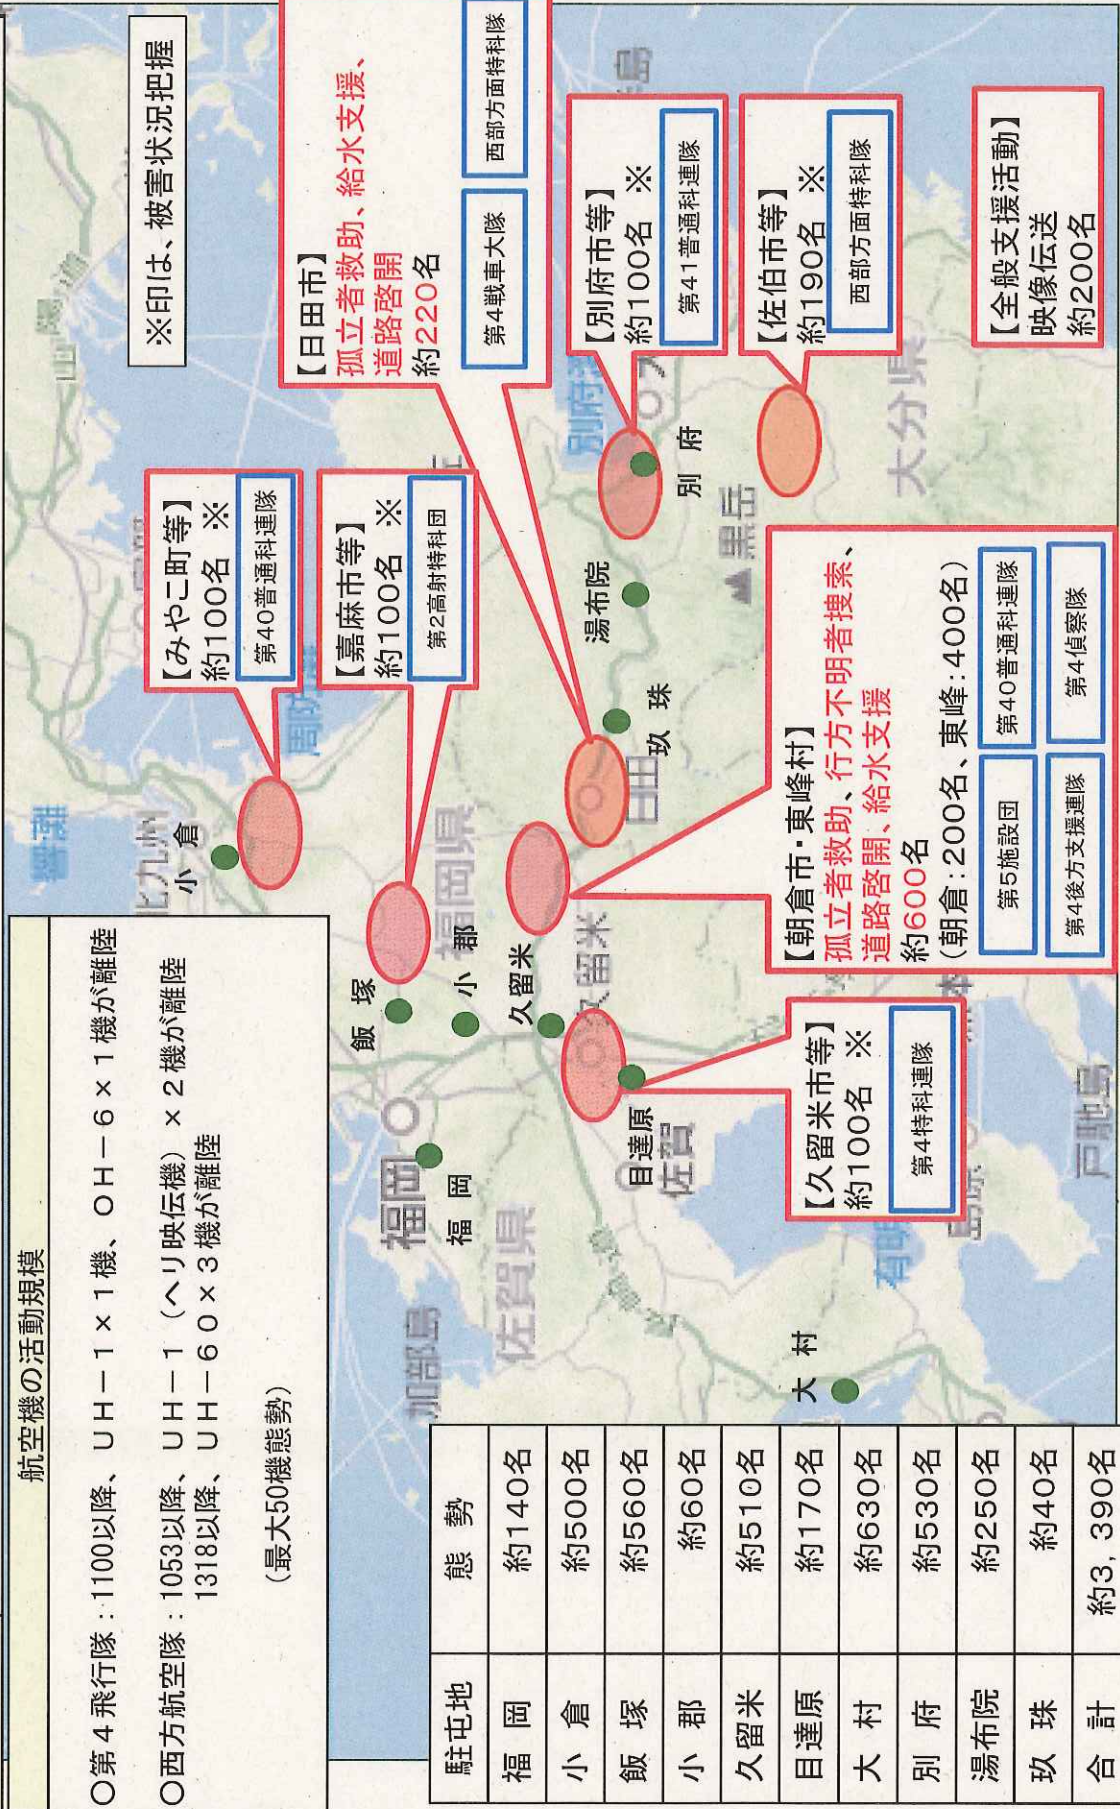 航空機の活動規模
〇第4飛行隊:1100以降、UH-1×1機、OH-6×1機が離陸
〇西方航空隊:1053以降、UH-1(ヘリ映伝機)×2機が離陸
1318以降、UH-60×3機が離陸
(最大50機態勢)
※印は、被害状況把握
【みやこ町等】
約100名 ※
第40普通科連隊
【嘉麻市等】
約100名 ※
第2高射特科団
【日田市】
孤立者救助、給水支援、
道路啓開
約220名
第4戦車大隊
西部方面特科隊
【別府市等】
約100名 ※
第41普通科連隊
【佐伯市等】
約190名 ※
西部方面特科隊
【全般支援活動】
映像伝送
約200名
【朝倉市・東峰村】
孤立者救助、行方不明者捜索、
道路啓開、給水支援
約600名
(朝倉:200名、東峰:400名)
第5施設団
第40普通科連隊
第4後方支援連隊
第4偵察隊
【久留米市等】
約100名 ※
第4特科連隊
駐屯地 態勢
福岡 約140名
小倉 約500名
飯塚 約560名
小郡 約60名
久留米 約510名
目達原 約170名
大村 約630名
別府 約530名
湯布院 約250名
玖珠 約40名
合計 約3,390名
小倉
飯塚
小郡
久留米
福岡
目達原
大村
玖珠
湯布院
別府
響灘
北九州
山陽道
周防
福岡県
福岡
加部島
佐賀県
佐賀
久留米
日田
別府
黒岳
大分県
有明
戸馳島